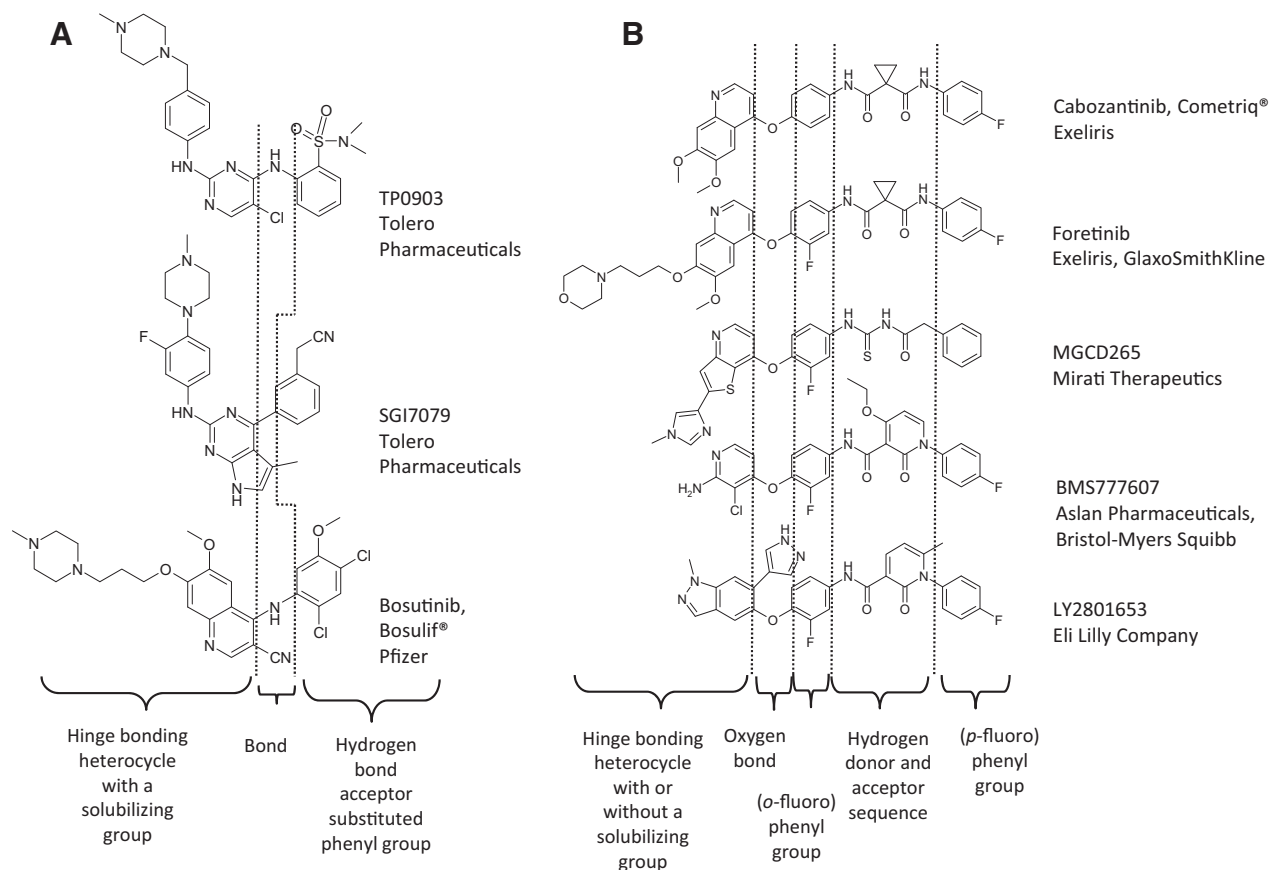 A
TP0903
Tolero
Pharmaceuticals
SGI7079
Tolero
Pharmaceuticals
Bosutinib,
Bosulif®
Pfizer
Hinge bonding
heterocycle
with a
solubilizing
group
Bond
Hydrogen
bond
acceptor
substituted
phenyl group
B
Cabozantinib, Cometriq®
Exeliris
Foretinib
Exeliris, GlaxoSmithKline
MGCD265
Mirati Therapeutics
BMS777607
Aslan Pharmaceuticals,
Bristol-Myers Squibb
LY2801653
Eli Lilly Company
Hinge bonding
heterocycle
with or
without a
solubilizing
group
Oxygen
bond
(o-fluoro)
phenyl
group
Hydrogen
donor and
acceptor
sequence
(p-fluoro)
phenyl
group